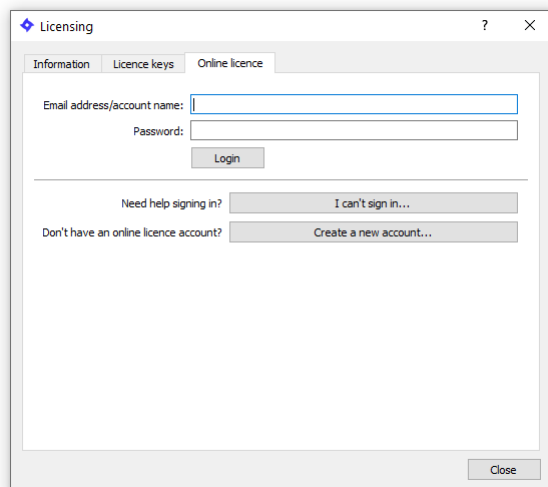 Licensing ?
Information Licence keys Online licence
Email address/account name:
Password:
Login
Need help signing in? I can't sign in...
Don't have an online licence account? Create a new account...
Close